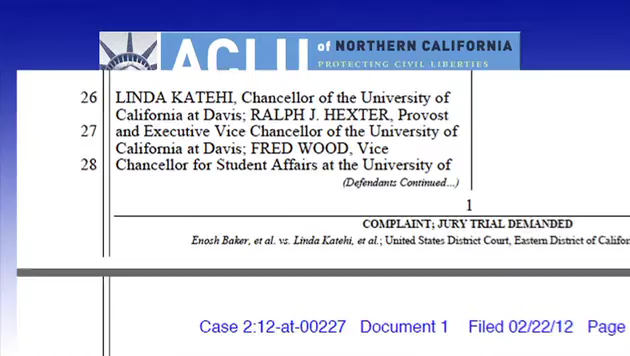 ACLU of NORTHERN CALIFORNIA
PROTECTING CIVIL LIBERTIES
26 LINDA KATEHI, Chancellor of the University of
California at Davis; RALPH J. HEXTER, Provost
27 and Executive Vice Chancellor of the University of
California at Davis; FRED WOOD, Vice
28 Chancellor for Student Affairs at the University of
(Defendants Continued...)
1
COMPLAINT; JURY TRIAL DEMANDED
Enosh Baker, et al. vs. Linda Katehi, et al.; United States District Court, Eastern District of Califor
Case 2:12-at-00227 Document 1 Filed 02/22/12 Page